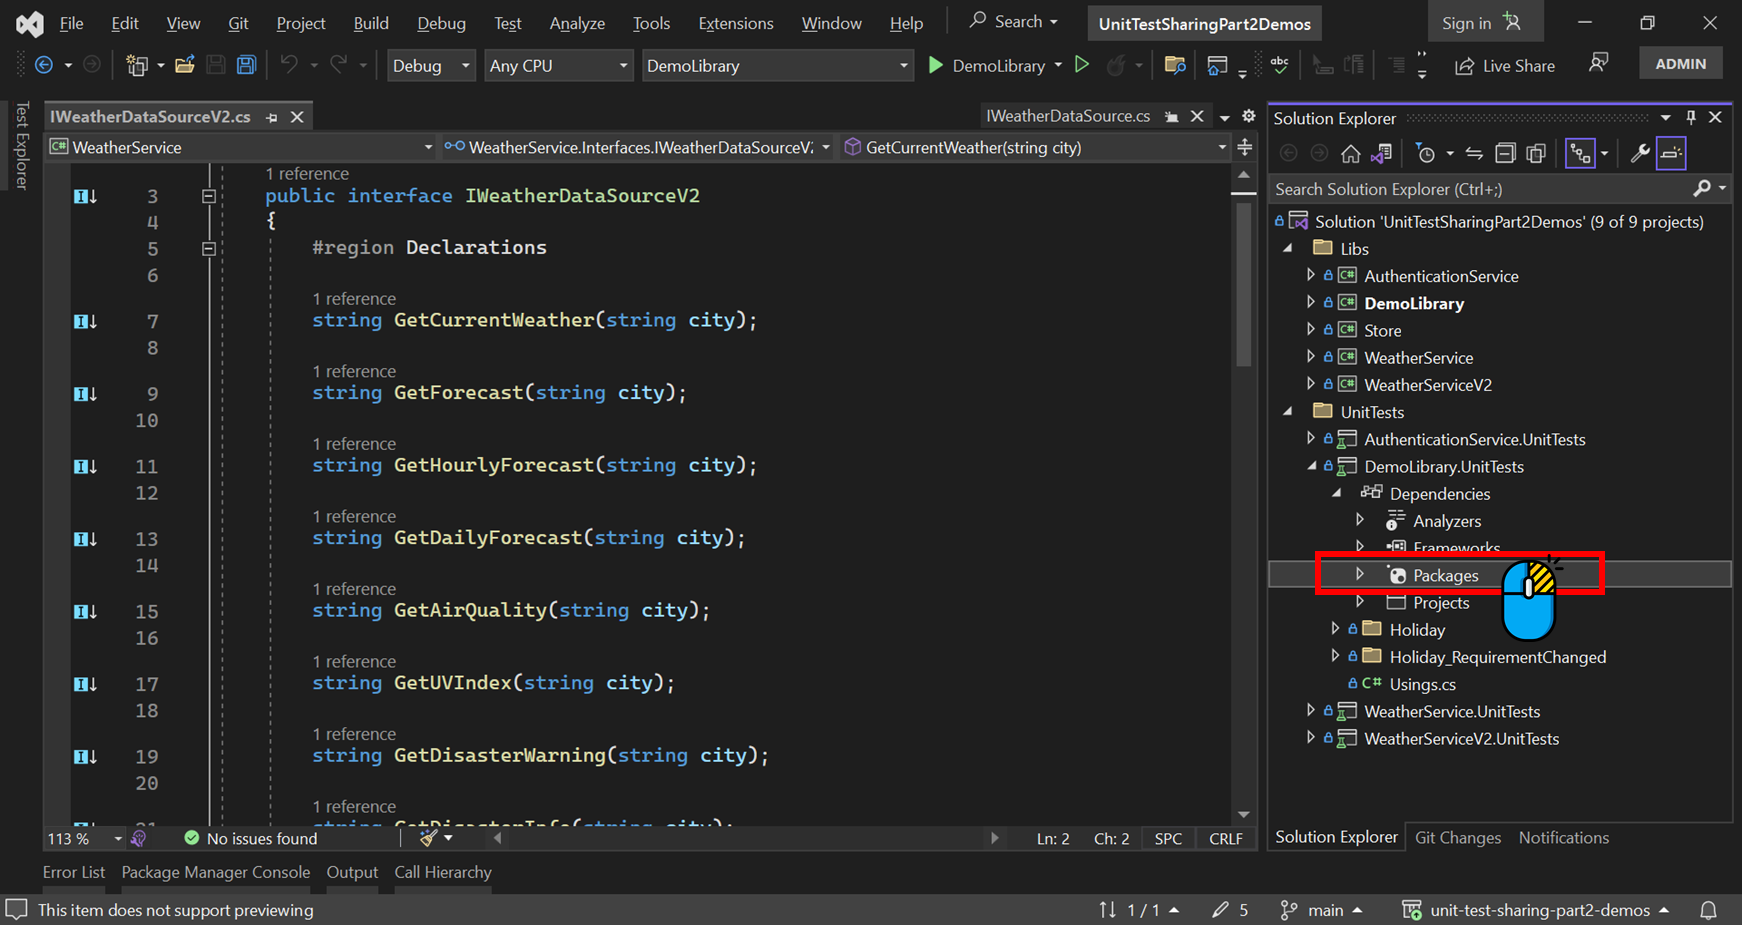 File Edit View Git Project Build Debug Test Analyze Tools Extensions Window Help Search UnitTestSharingPart2Demos Sign in
Debug Any CPU DemoLibrary DemoLibrary abc Live Share ADMIN
Test Explorer
IWeatherDataSourceV2.cs IWeatherDataSource.cs
C# WeatherService WeatherService.Interfaces.IWeatherDataSourceV2 GetCurrentWeather(string city)
1 reference
3 public interface IWeatherDataSourceV2
4 {
5 #region Declarations
6
1 reference
7 string GetCurrentWeather(string city);
8
1 reference
9 string GetForecast(string city);
10
1 reference
11 string GetHourlyForecast(string city);
12
1 reference
13 string GetDailyForecast(string city);
14
1 reference
15 string GetAirQuality(string city);
16
1 reference
17 string GetUVIndex(string city);
18
1 reference
19 string GetDisasterWarning(string city);
20
1 reference
21 string GetDisasterInfo(string city);
113 % No issues found Ln: 2 Ch: 2 SPC CRLF
Error List Package Manager Console Output Call Hierarchy
Solution Explorer
Search Solution Explorer (Ctrl+;)
Solution 'UnitTestSharingPart2Demos' (9 of 9 projects)
Libs
C# AuthenticationService
C# DemoLibrary
C# Store
C# WeatherService
C# WeatherServiceV2
UnitTests
AuthenticationService.UnitTests
DemoLibrary.UnitTests
Dependencies
Analyzers
Frameworks
Packages
Projects
Holiday
Holiday_RequirementChanged
C# Usings.cs
WeatherService.UnitTests
WeatherServiceV2.UnitTests
Solution Explorer Git Changes Notifications
This item does not support previewing 1 / 1 5 main unit-test-sharing-part2-demos